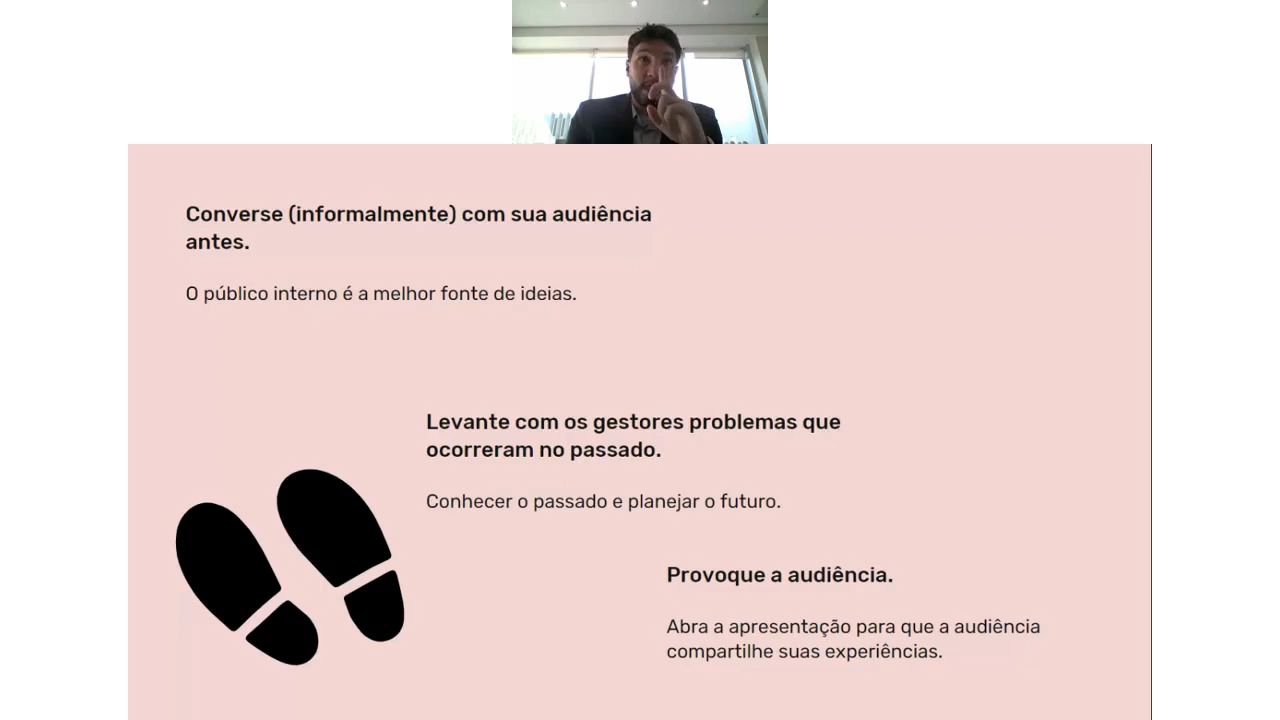 Converse (informalmente) com sua audiência
antes.
O público interno é a melhor fonte de ideias.
Levante com os gestores problemas que
ocorreram no passado.
Conhecer o passado e planejar o futuro.
Provoque a audiência.
Abra a apresentação para que a audiência
compartilhe suas experiências.